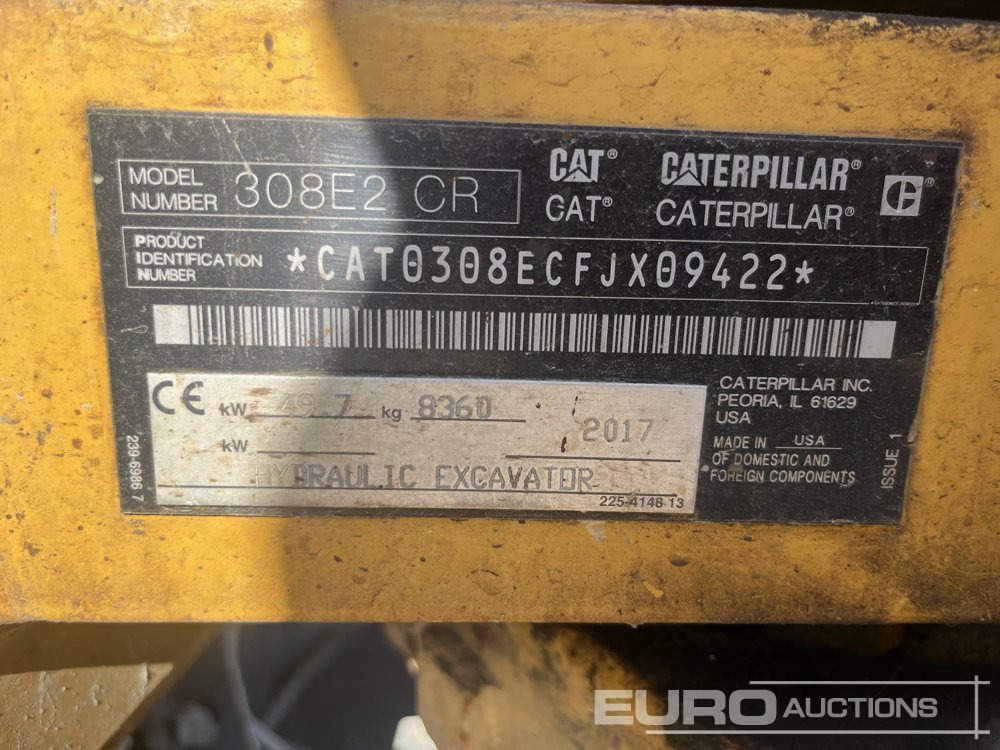 MODEL NUMBER 308E2 CR
CAT® CATERPILLAR®
CAT® CATERPILLAR®
PRODUCT IDENTIFICATION NUMBER *CAT0308ECFJX09422*
*CAT0308ECFJX09422*
CE kW 49.7 kg 8360
kW 2017
HYDRAULIC EXCAVATOR
225-4148 13
239-6986 7
CATERPILLAR INC.
PEORIA, IL 61629
USA
MADE IN USA
OF DOMESTIC AND
FOREIGN COMPONENTS
ISSUE 1
EURO AUCTIONS